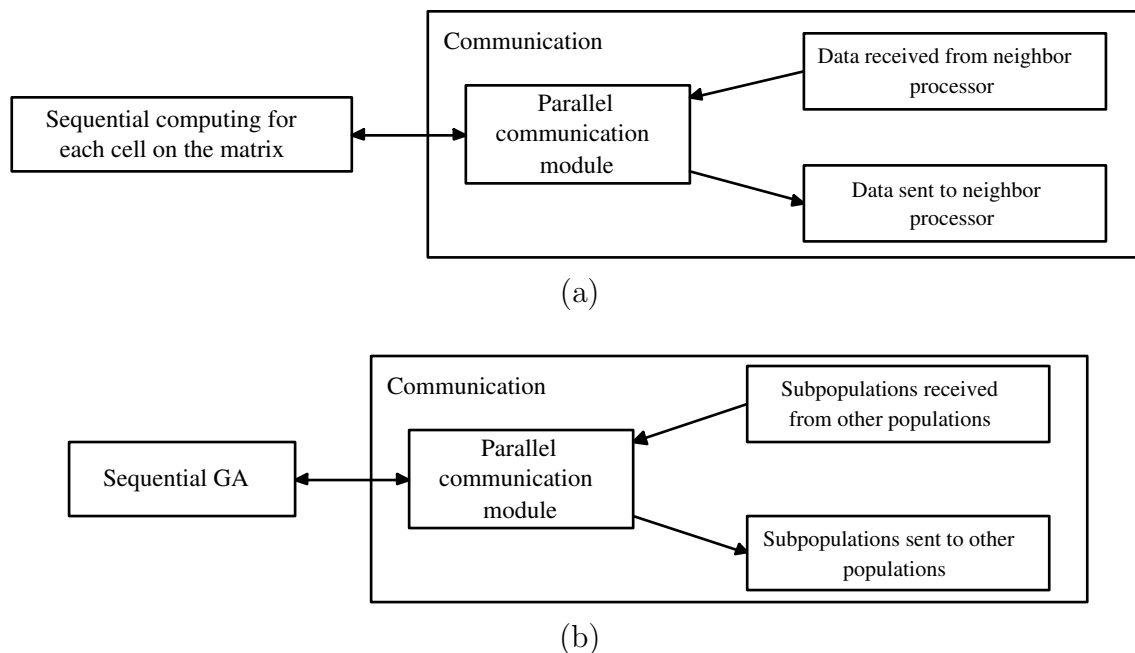 Communication
Data received from neighbor
processor
Parallel
communication
module
Sequential computing for
each cell on the matrix
Data sent to neighbor
processor
(a)
Communication
Subpopulations received
from other populations
Parallel
communication
module
Sequential GA
Subpopulations sent to other
populations
(b)